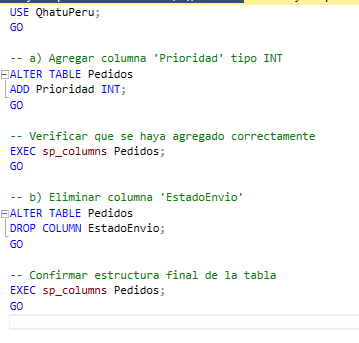 USE QhatuPeru;
GO
-- a) Agregar columna 'Prioridad' tipo INT
ALTER TABLE Pedidos
ADD Prioridad INT;
GO
-- Verificar que se haya agregado correctamente
EXEC sp_columns Pedidos;
GO
-- b) Eliminar columna 'EstadoEnvio'
ALTER TABLE Pedidos
DROP COLUMN EstadoEnvio;
GO
-- Confirmar estructura final de la tabla
EXEC sp_columns Pedidos;
GO